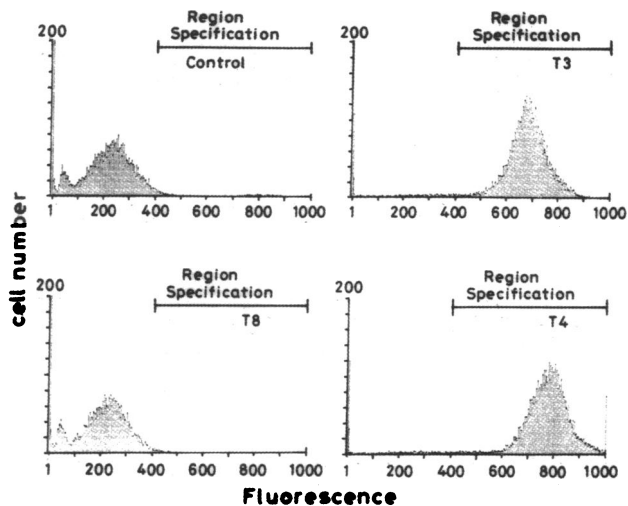 Region
Specification
200
Control
1 200 400 600 800 1000
Region
Specification
200
T3
1 200 400 600 800 1000
cell number
Region
Specification
200
T8
1 200 400 600 800 1000
Region
Specification
200
T4
1 200 400 600 800 1000
Fluorescence